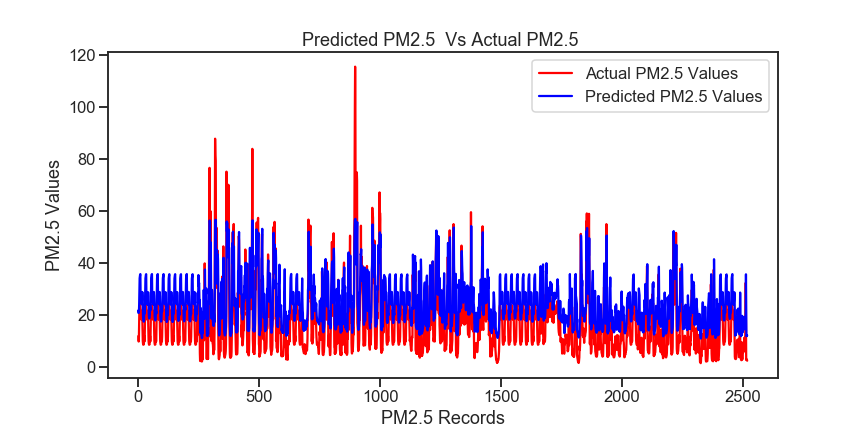 Predicted PM2.5  Vs Actual PM2.5
Actual PM2.5 Values
Predicted PM2.5 Values
PM2.5 Values
120
100
80
60
40
20
0
0 500 1000 1500 2000 2500
PM2.5 Records